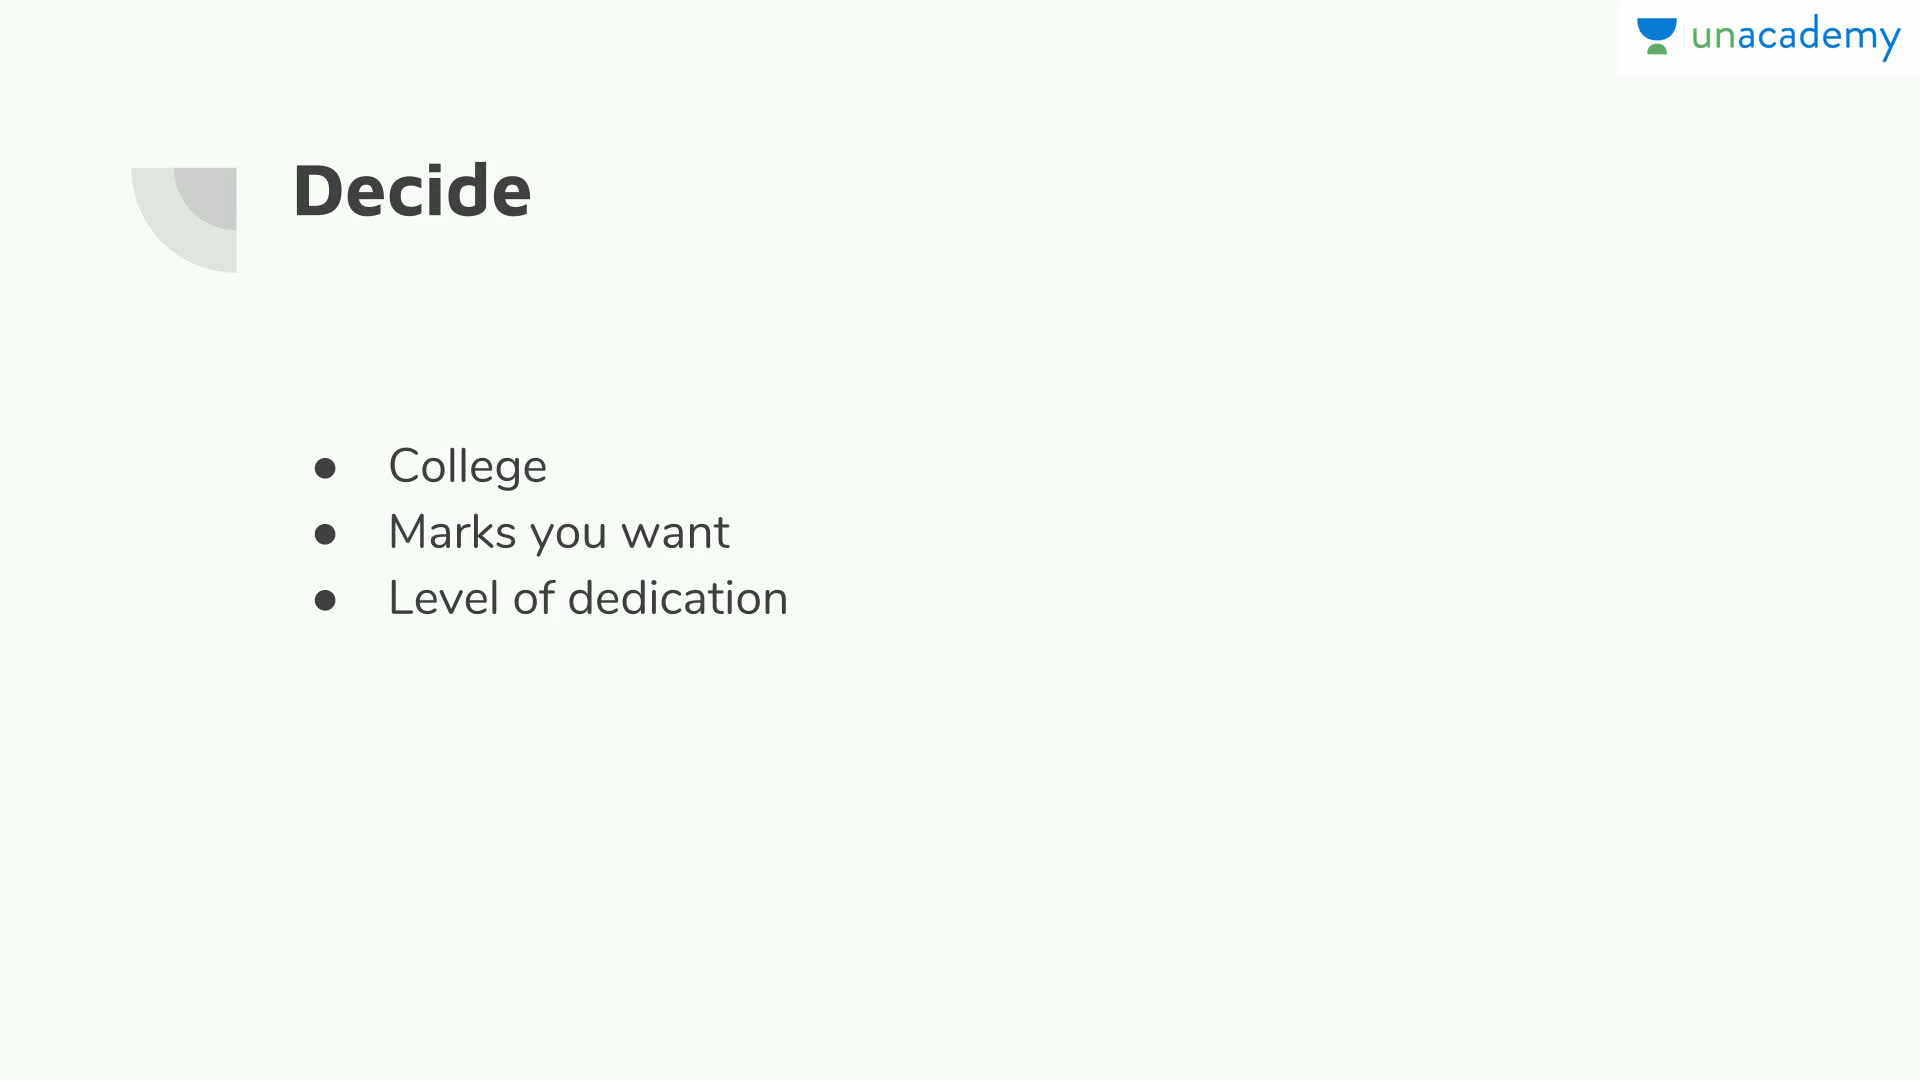 unacademy
Decide
● College
● Marks you want
● Level of dedication